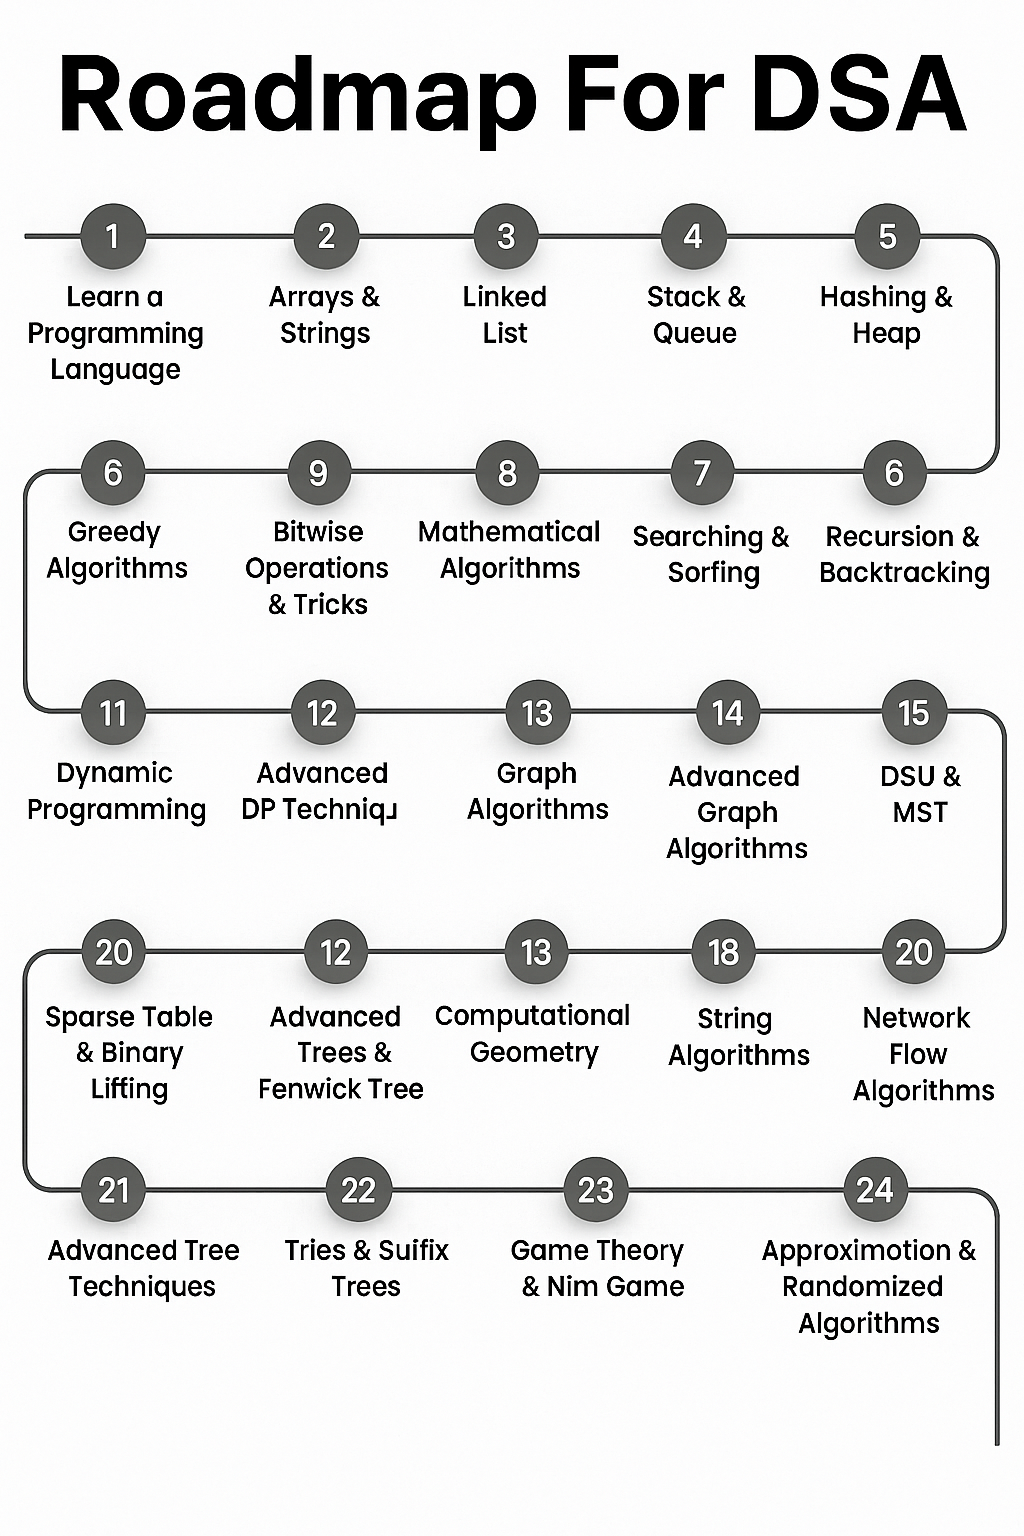 Roadmap For DSA
1
Learn a
Programming
Language
2
Arrays &
Strings
3
Linked
List
4
Stack &
Queue
5
Hashing &
Heap
6
Greedy
Algorithms
9
Bitwise
Operations
& Tricks
8
Mathematical
Algorithms
7
Searching &
Sorfing
6
Recursion &
Backtracking
11
Dynamic
Programming
12
Advanced
DP Techniqu
13
Graph
Algorithms
14
Advanced
Graph
Algorithms
15
DSU &
MST
20
Sparse Table
& Binary
Liffing
12
Advanced
Trees &
Fenwick Tree
13
Computational
Geometry
18
String
Algorithms
20
Network
Flow
Algorithms
21
Advanced Tree
Techniques
22
Tries & Suifix
Trees
23
Game Theory
& Nim Game
24
Approximotion &
Randomized
Algorithms